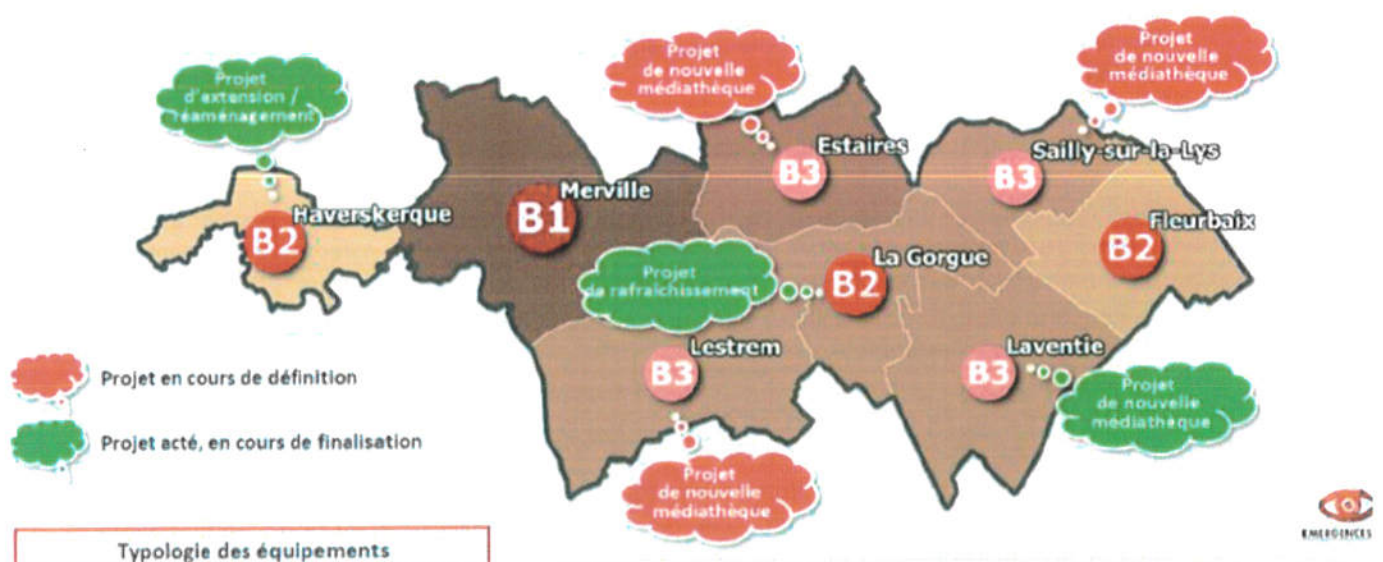 Projet
d'extension /
réaménagement
Projet
de nouvelle
médiathèque
Projet
de nouvelle
médiathèque
Estaires
B3
Sailly-sur-la-Lys
B3
Merville
B1
Haverskerque
B2
Fleurbaix
B2
La Gorgue
B2
Projet
de rafraîchissement
Lestrem
B3
Laventie
B3
Projet
de nouvelle
médiathèque
Projet
de nouvelle
médiathèque
Projet en cours de définition
Projet acté, en cours de finalisation
Typologie des équipements
EMERGENCES